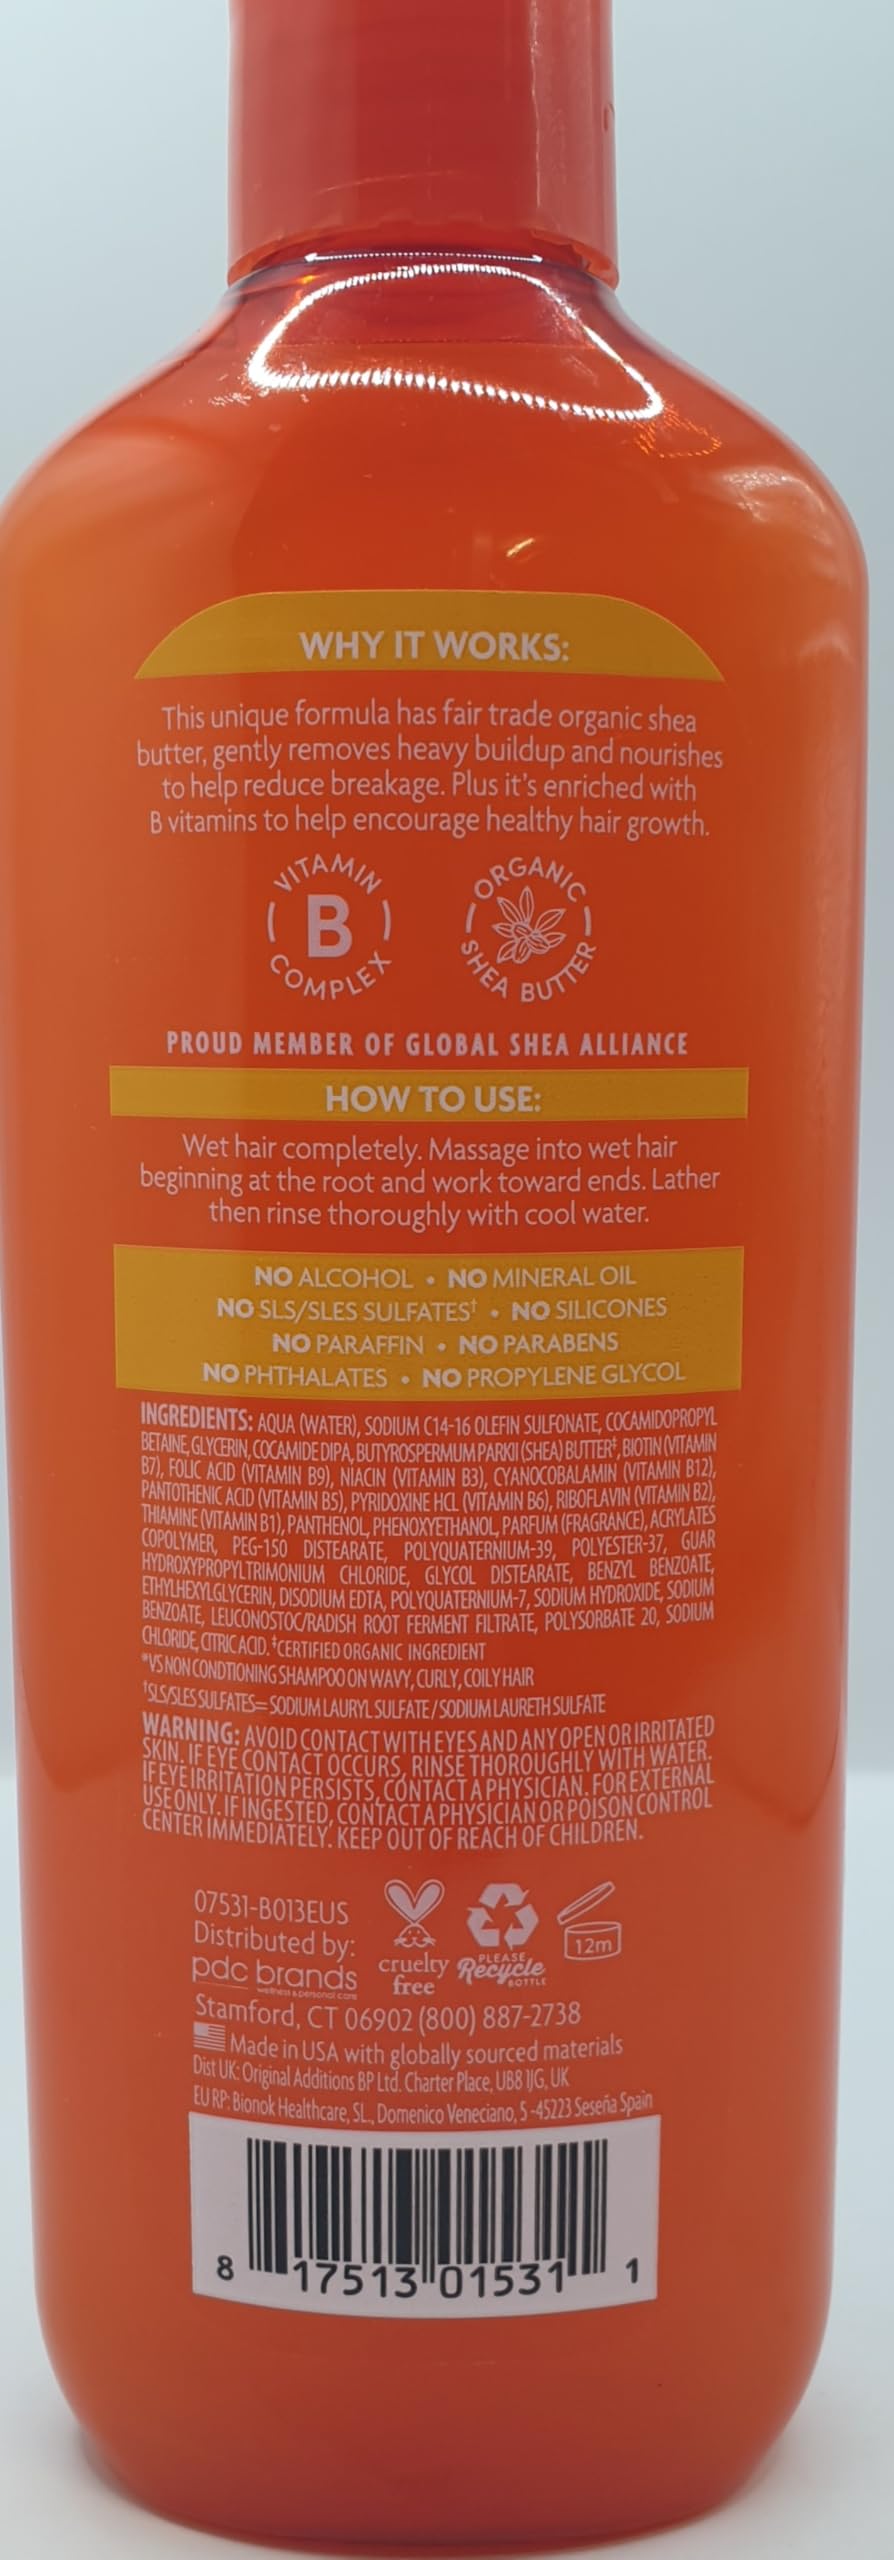 WHY IT WORKS:
This unique formula has fair trade organic shea
butter, gently removes heavy buildup and nourishes
to help reduce breakage. Plus it's enriched with
B vitamins to help encourage healthy hair growth.
VITAMIN
B
COMPLEX
ORGANIC
SHEA BUTTER
PROUD MEMBER OF GLOBAL SHEA ALLIANCE
HOW TO USE:
Wet hair completely. Massage into wet hair
beginning at the root and work toward ends. Lather
then rinse thoroughly with cool water.
NO ALCOHOL • NO MINERAL OIL
NO SLS/SLES SULFATES† • NO SILICONES
NO PARAFFIN • NO PARABENS
NO PHTHALATES • NO PROPYLENE GLYCOL
INGREDIENTS: AQUA (WATER), SODIUM C14-16 OLEFIN SULFONATE, COCAMIDOPROPYL
BETAINE, GLYCERIN, COCAMIDE DIPA, BUTYROSPERMUM PARKII (SHEA) BUTTER‡, BIOTIN (VITAMIN
B7), FOLIC ACID (VITAMIN B9), NIACIN (VITAMIN B3), CYANOCOBALAMIN (VITAMIN B12),
PANTOTHENIC ACID (VITAMIN B5), PYRIDOXINE HCL (VITAMIN B6), RIBOFLAVIN (VITAMIN B2),
THIAMINE (VITAMIN B1), PANTHENOL, PHENOXYETHANOL, PARFUM (FRAGRANCE), ACRYLATES
COPOLYMER, PEG-150 DISTEARATE, POLYQUATERNIUM-39, POLYESTER-37, GUAR
HYDROXYPROPYLTRIMONIUM CHLORIDE, GLYCOL DISTEARATE, BENZYL BENZOATE,
ETHYLHEXYLGLYCERIN, DISODIUM EDTA, POLYQUATERNIUM-7, SODIUM HYDROXIDE, SODIUM
BENZOATE, LEUCONOSTOC/RADISH ROOT FERMENT FILTRATE, POLYSORBATE 20, SODIUM
CHLORIDE, CITRIC ACID. ‡CERTIFIED ORGANIC INGREDIENT
*VS NON CONDTIONING SHAMPOO ON WAVY, CURLY, COILY HAIR
†SLS/SLES SULFATES= SODIUM LAURYL SULFATE / SODIUM LAURETH SULFATE
WARNING: AVOID CONTACT WITH EYES AND ANY OPEN OR IRRITATED
SKIN. IF EYE CONTACT OCCURS, RINSE THOROUGHLY WITH WATER.
IF EYE IRRITATION PERSISTS, CONTACT A PHYSICIAN. FOR EXTERNAL
USE ONLY. IF INGESTED, CONTACT A PHYSICIAN OR POISON CONTROL
CENTER IMMEDIATELY. KEEP OUT OF REACH OF CHILDREN.
07531-B013EUS
Distributed by:
pdc brands
wellness & personal care
cruelty
free
PLEASE
Recycle
BOTTLE
12m
Stamford, CT 06902 (800) 887-2738
Made in USA with globally sourced materials
Dist UK: Original Additions BP Ltd. Charter Place, UB8 1JG, UK
EU RP: Bionok Healthcare, SL., Domenico Veneciano, 5 -45223 Seseña Spain
8 17513 01531 1